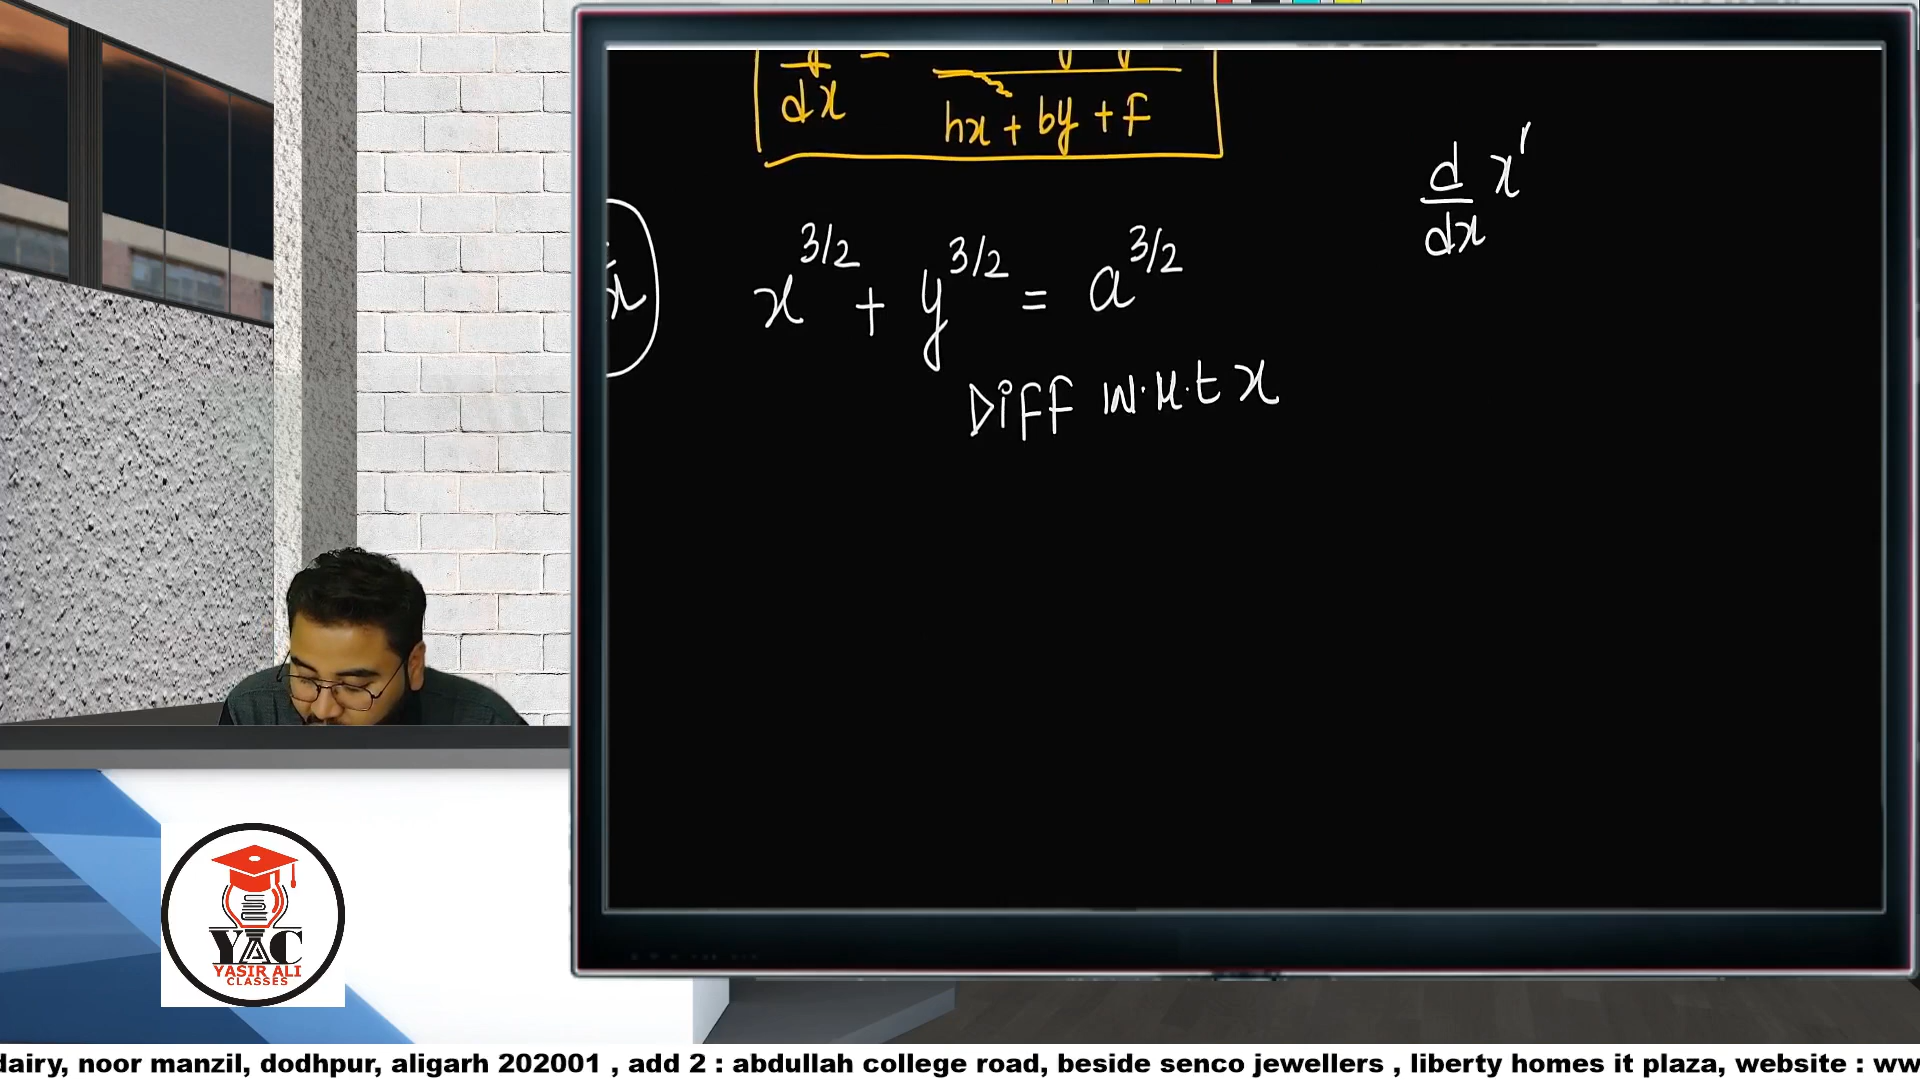 dx
hx + by + f
d/dx x
x^3/2 + y^3/2 = a^3/2
Diff w.r.t x
YAC
YASIR ALI
CLASSES
dairy, noor manzil, dodhpur, aligarh 202001 , add 2 : abdullah college road, beside senco jewellers , liberty homes it plaza, website : ww